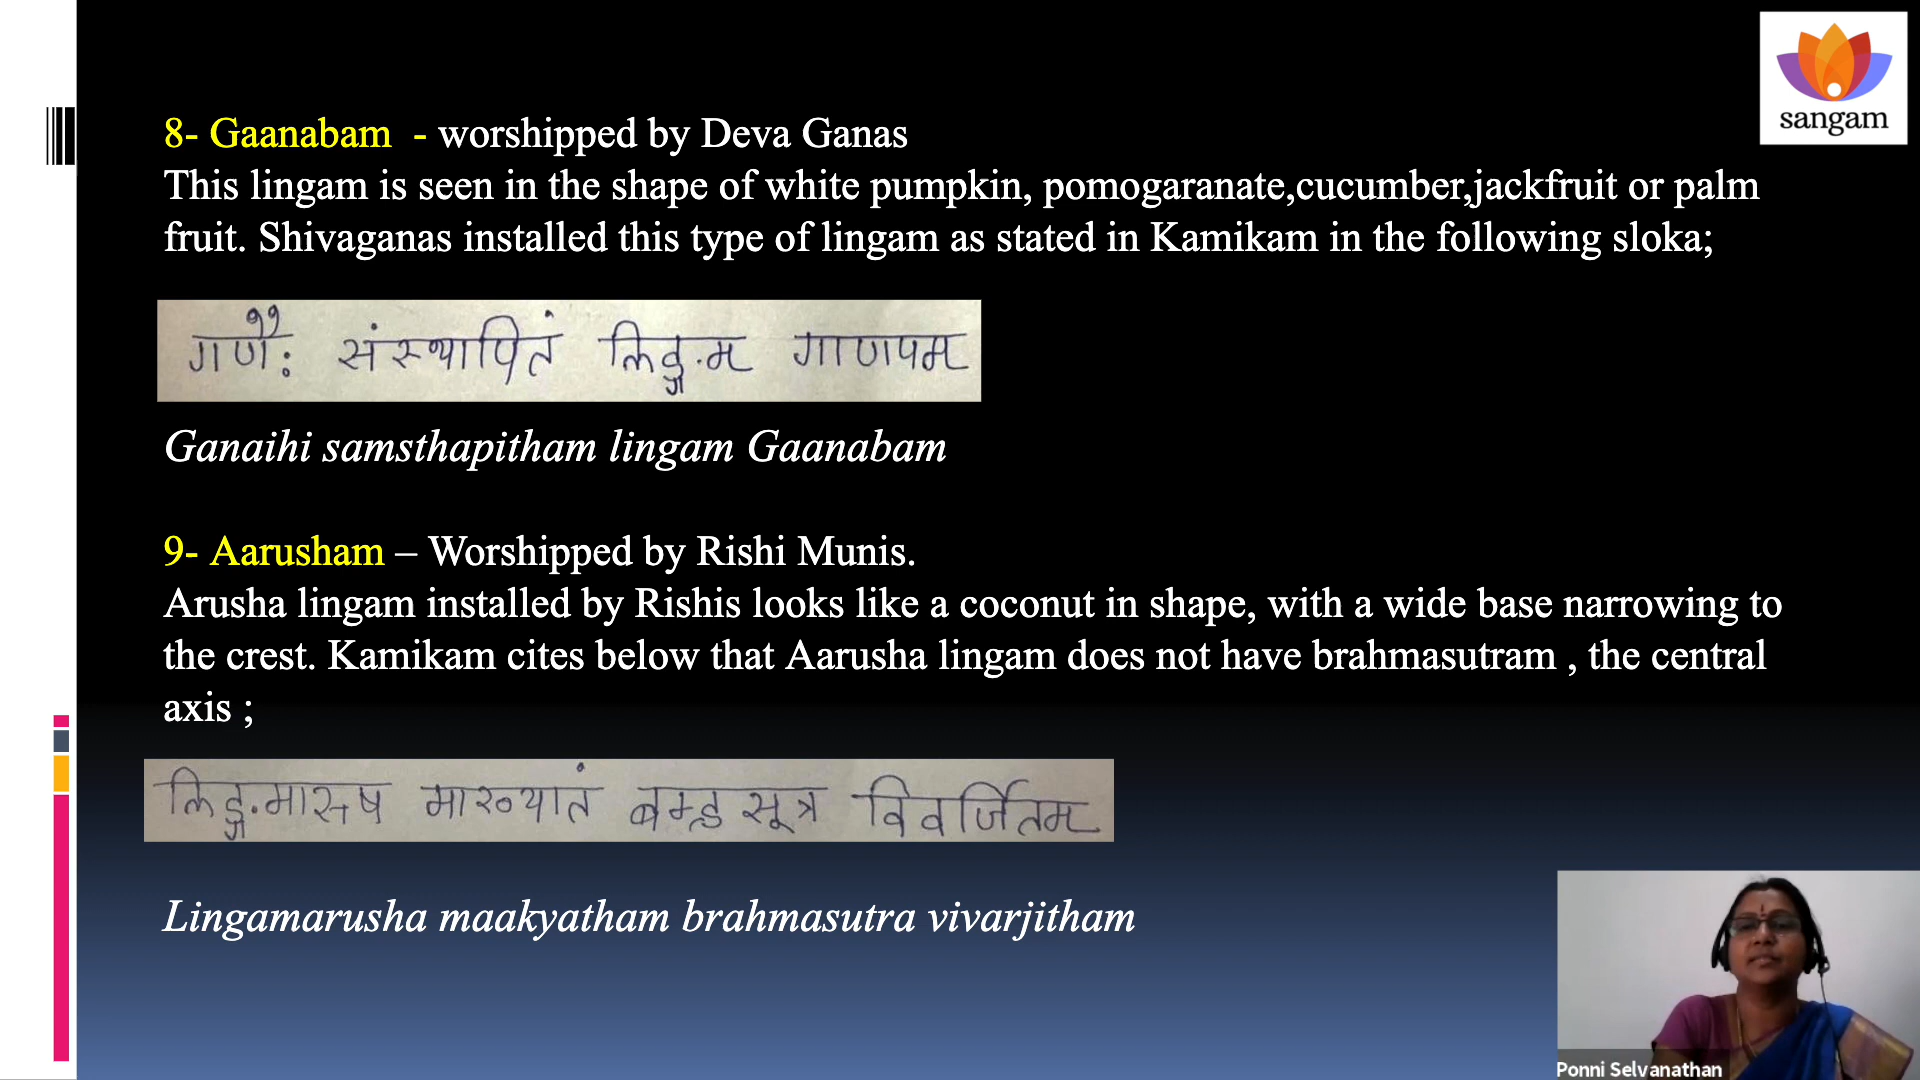 sangam
8- Gaanabam - worshipped by Deva Ganas
This lingam is seen in the shape of white pumpkin, pomogaranate,cucumber,jackfruit or palm
fruit. Shivaganas installed this type of lingam as stated in Kamikam in the following sloka;
गणैः संस्थापितं लिङ्गम गाणपम
Ganaihi samsthapitham lingam Gaanabam
9- Aarusham – Worshipped by Rishi Munis.
Arusha lingam installed by Rishis looks like a coconut in shape, with a wide base narrowing to
the crest. Kamikam cites below that Aarusha lingam does not have brahmasutram , the central
axis ;
लिङ्गमारुष माख्यातं ब्रम्ह सूत्र विवर्जितम
Lingamarusha maakyatham brahmasutra vivarjitham
Ponni Selvanathan